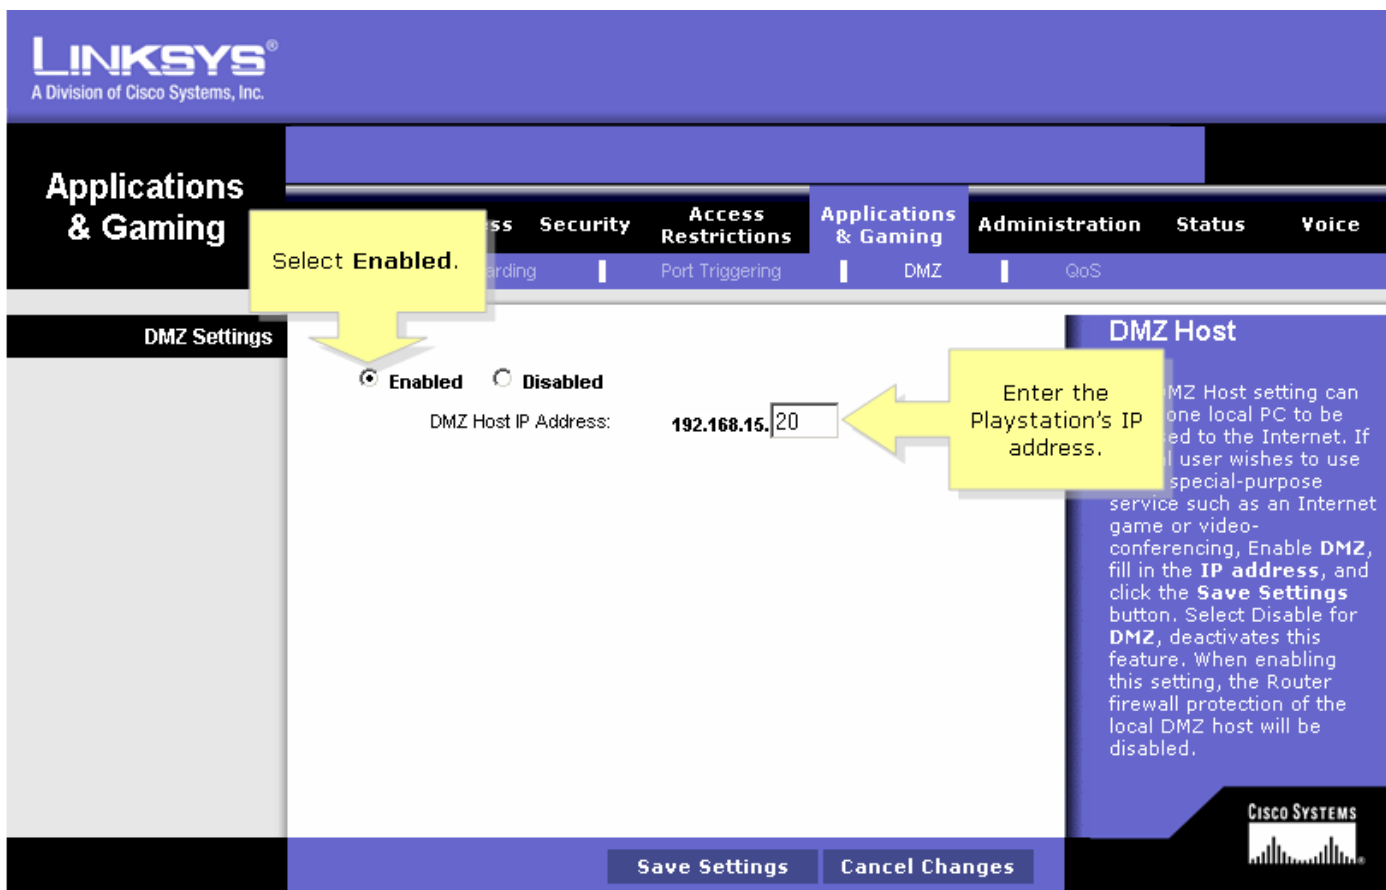 LINKSYS®
A Division of Cisco Systems, Inc.
Applications
& Gaming
ss Security Access Restrictions Applications & Gaming Administration Status Voice
arding Port Triggering DMZ QoS
Select Enabled.
DMZ Settings
Enabled Disabled
DMZ Host IP Address: 192.168.15. 20
Enter the
Playstation's IP
address.
DMZ Host
MZ Host setting can
one local PC to be
ed to the Internet. If
l user wishes to use
special-purpose
service such as an Internet
game or video-
conferencing, Enable DMZ,
fill in the IP address, and
click the Save Settings
button. Select Disable for
DMZ, deactivates this
feature. When enabling
this setting, the Router
firewall protection of the
local DMZ host will be
disabled.
CISCO SYSTEMS
®
Save Settings Cancel Changes